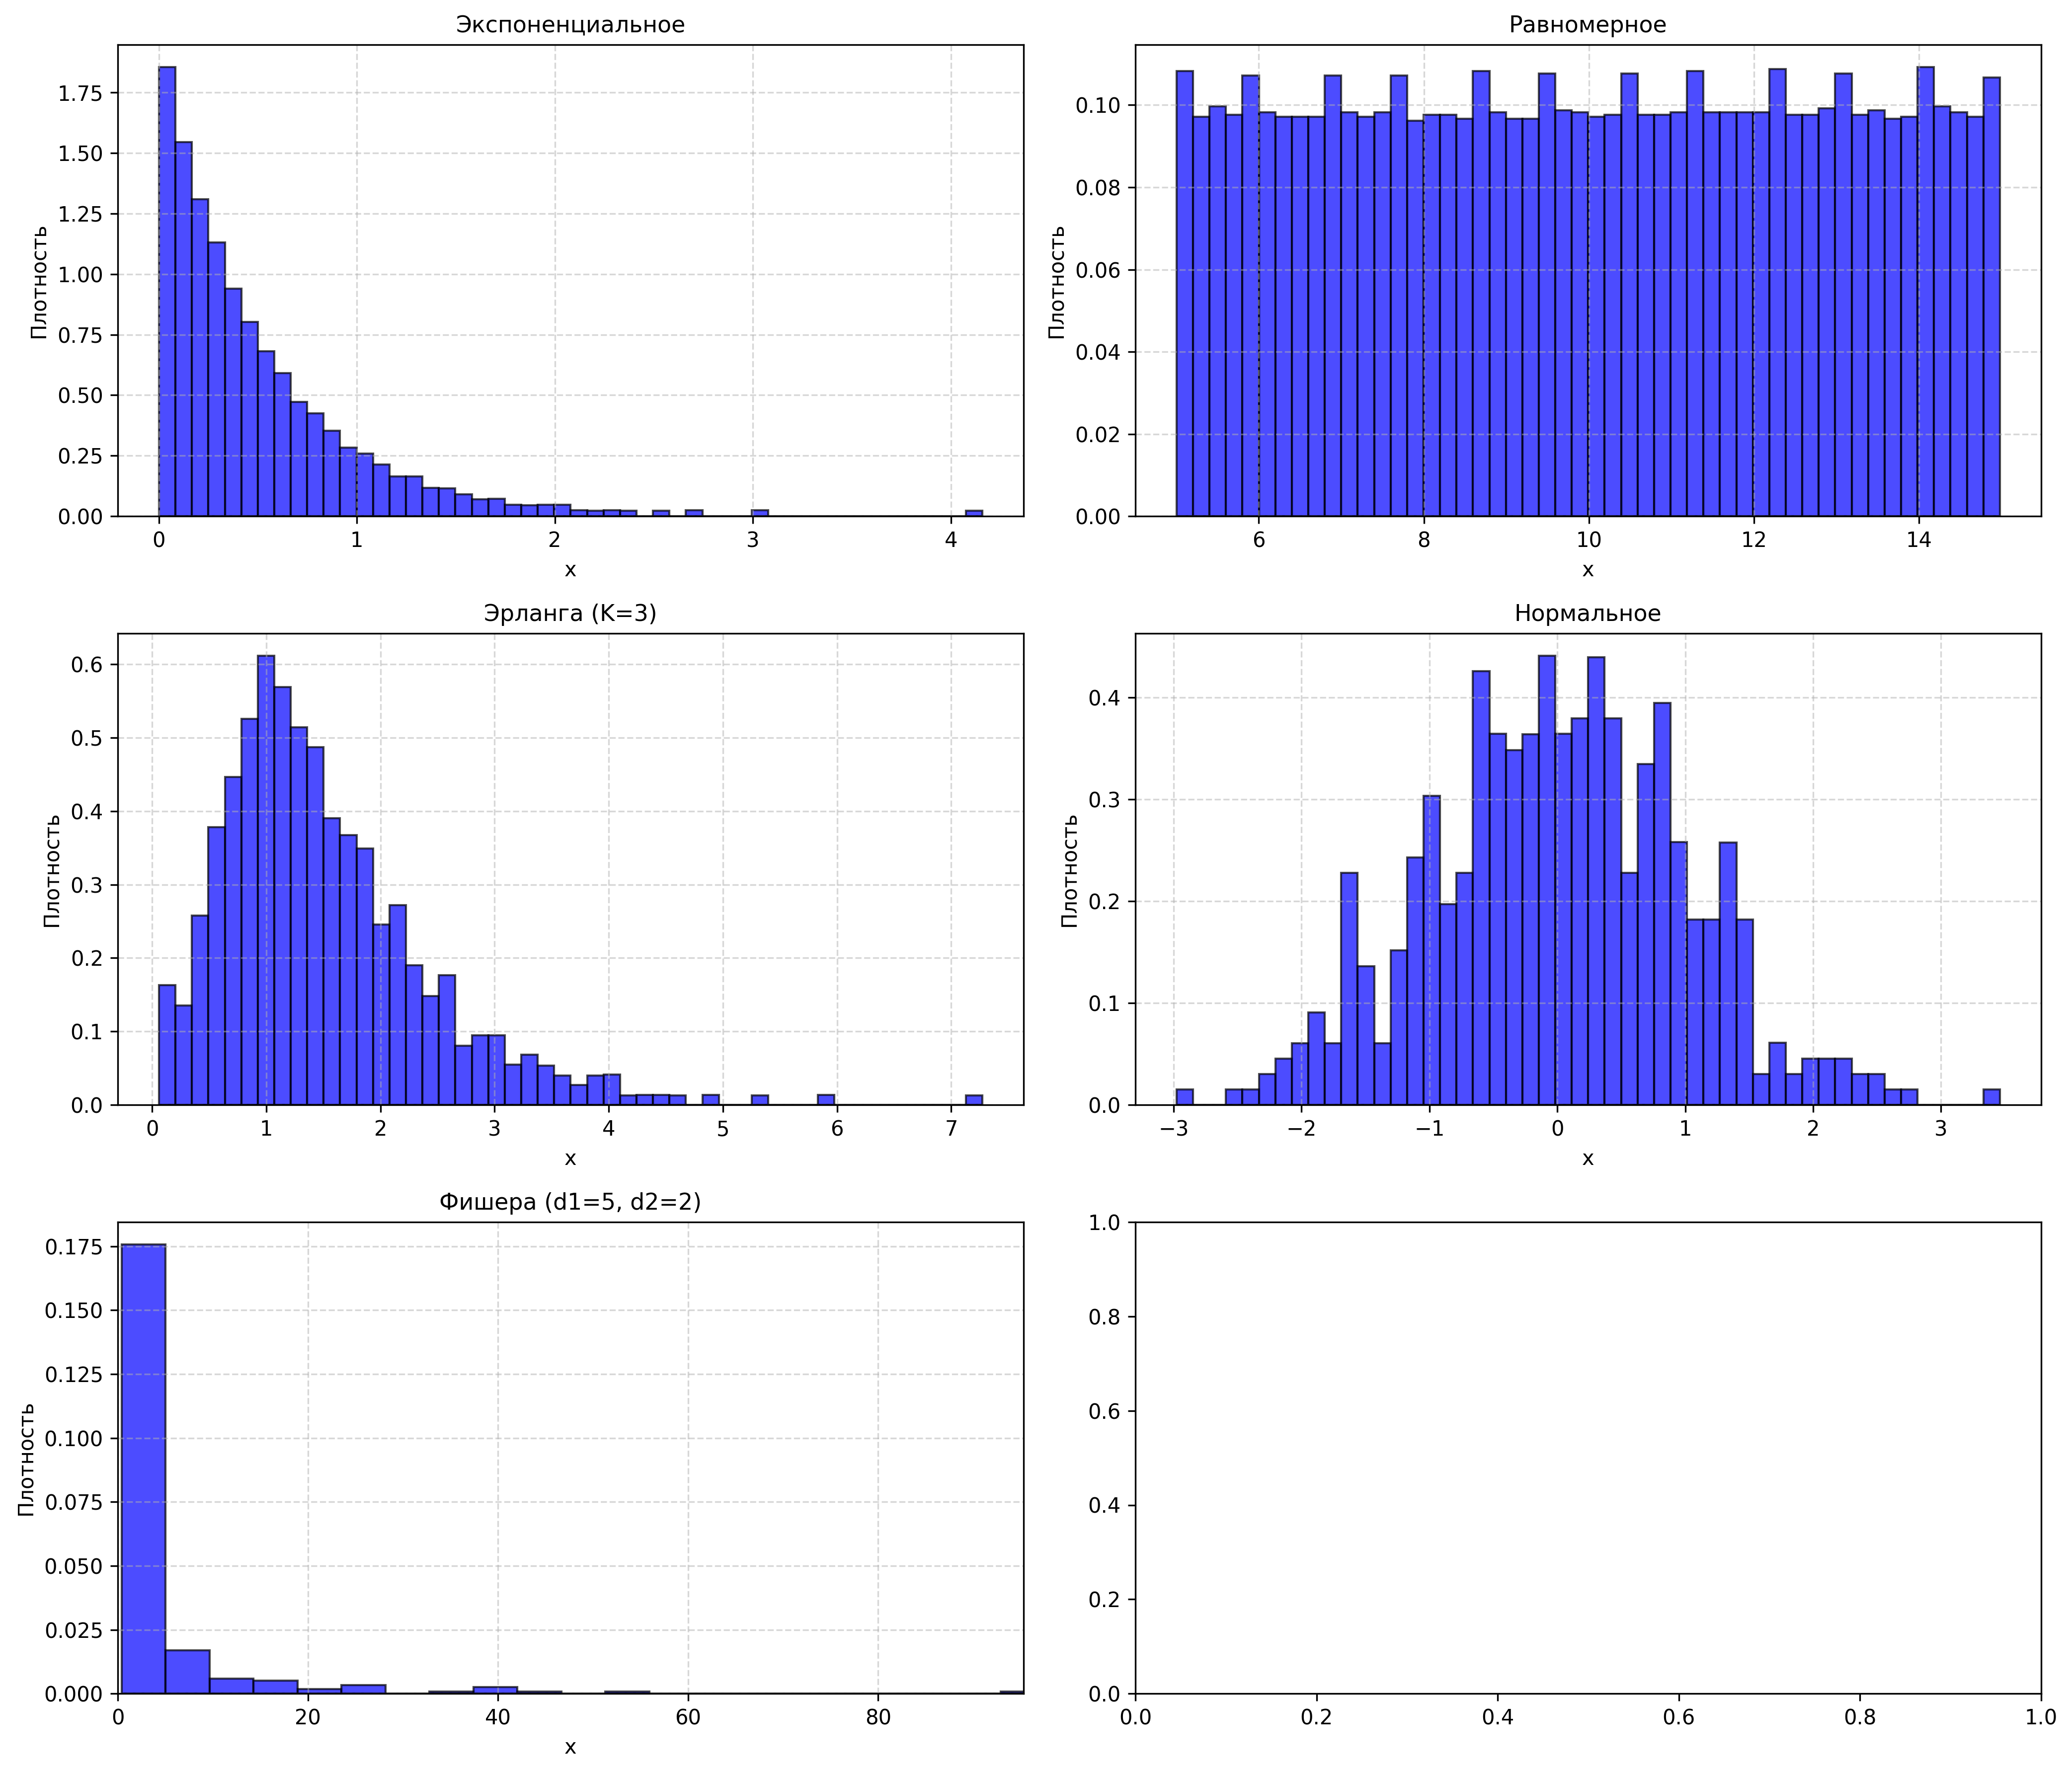 Экспоненциальное
Плотность
1.75
1.50
1.25
1.00
0.75
0.50
0.25
0.00
0 1 2 3 4
x
Равномерное
Плотность
0.10
0.08
0.06
0.04
0.02
0.00
6 8 10 12 14
x
Эрланга (K=3)
Плотность
0.6
0.5
0.4
0.3
0.2
0.1
0.0
0 1 2 3 4 5 6 7
x
Нормальное
Плотность
0.4
0.3
0.2
0.1
0.0
−3 −2 −1 0 1 2 3
x
Фишера (d1=5, d2=2)
Плотность
0.175
0.150
0.125
0.100
0.075
0.050
0.025
0.000
0 20 40 60 80
x
1.0
0.8
0.6
0.4
0.2
0.0
0.0 0.2 0.4 0.6 0.8 1.0